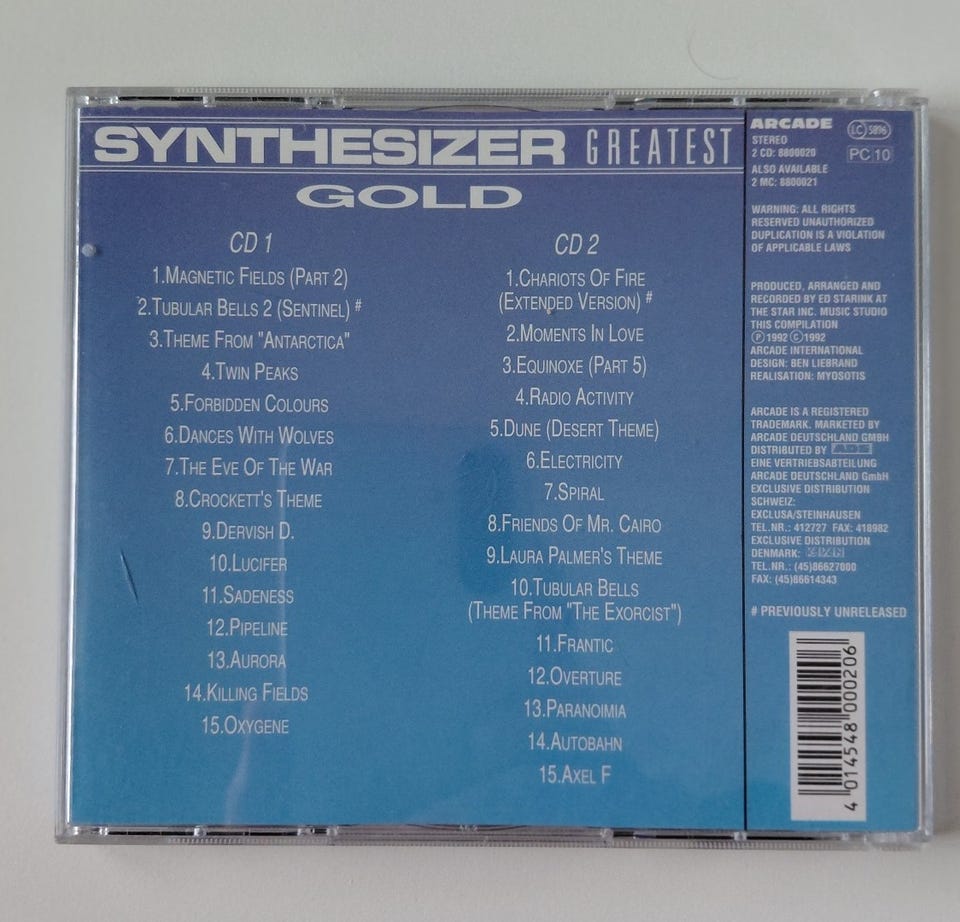 SYNTHESIZER GREATEST
GOLD
CD 1
1.MAGNETIC FIELDS (PART 2)
2.TUBULAR BELLS 2 (SENTINEL) #
3.THEME FROM "ANTARCTICA"
4.TWIN PEAKS
5.FORBIDDEN COLOURS
6.DANCES WITH WOLVES
7.THE EVE OF THE WAR
8.CROCKETT'S THEME
9.DERVISH D.
10.LUCIFER
11.SADENESS
12.PIPELINE
13.AURORA
14.KILLING FIELDS
15.OXYGENE
CD 2
1.CHARIOTS OF FIRE
(EXTENDED VERSION) #
2.MOMENTS IN LOVE
3.EQUINOXE (PART 5)
4.RADIO ACTIVITY
5.DUNE (DESERT THEME)
6.ELECTRICITY
7.SPIRAL
8.FRIENDS OF MR. CAIRO
9.LAURA PALMER'S THEME
10.TUBULAR BELLS
(THEME FROM "THE EXORCIST")
11.FRANTIC
12.OVERTURE
13.PARANOIMIA
14.AUTOBAHN
15.AXEL F
ARCADE
LC 5896
STEREO
2 CD: 8800020
PC 10
ALSO AVAILABLE
2 MC: 8800021
WARNING: ALL RIGHTS
RESERVED UNAUTHORIZED
DUPLICATION IS A VIOLATION
OF APPLICABLE LAWS
PRODUCED, ARRANGED AND
RECORDED BY ED STARINK AT
THE STAR INC. MUSIC STUDIO
THIS COMPILATION
Ⓟ 1992 Ⓒ 1992
ARCADE INTERNATIONAL
DESIGN: BEN LIEBRAND
REALISATION: MYOSOTIS
ARCADE IS A REGISTERED
TRADEMARK. MARKETED BY
ARCADE DEUTSCHLAND GMBH
DISTRIBUTED BY
EINE VERTRIEBSABTEILUNG
ARCADE DEUTSCHLAND GmbH
EXCLUSIVE DISTRIBUTION
SCHWEIZ:
EXCLUSA/STEINHAUSEN
TEL.NR.: 412727 FAX: 418982
EXCLUSIVE DISTRIBUTION
DENMARK:
TEL.NR.: (45)86627000
FAX: (45)86614343
# PREVIOUSLY UNRELEASED
4 014548 000206